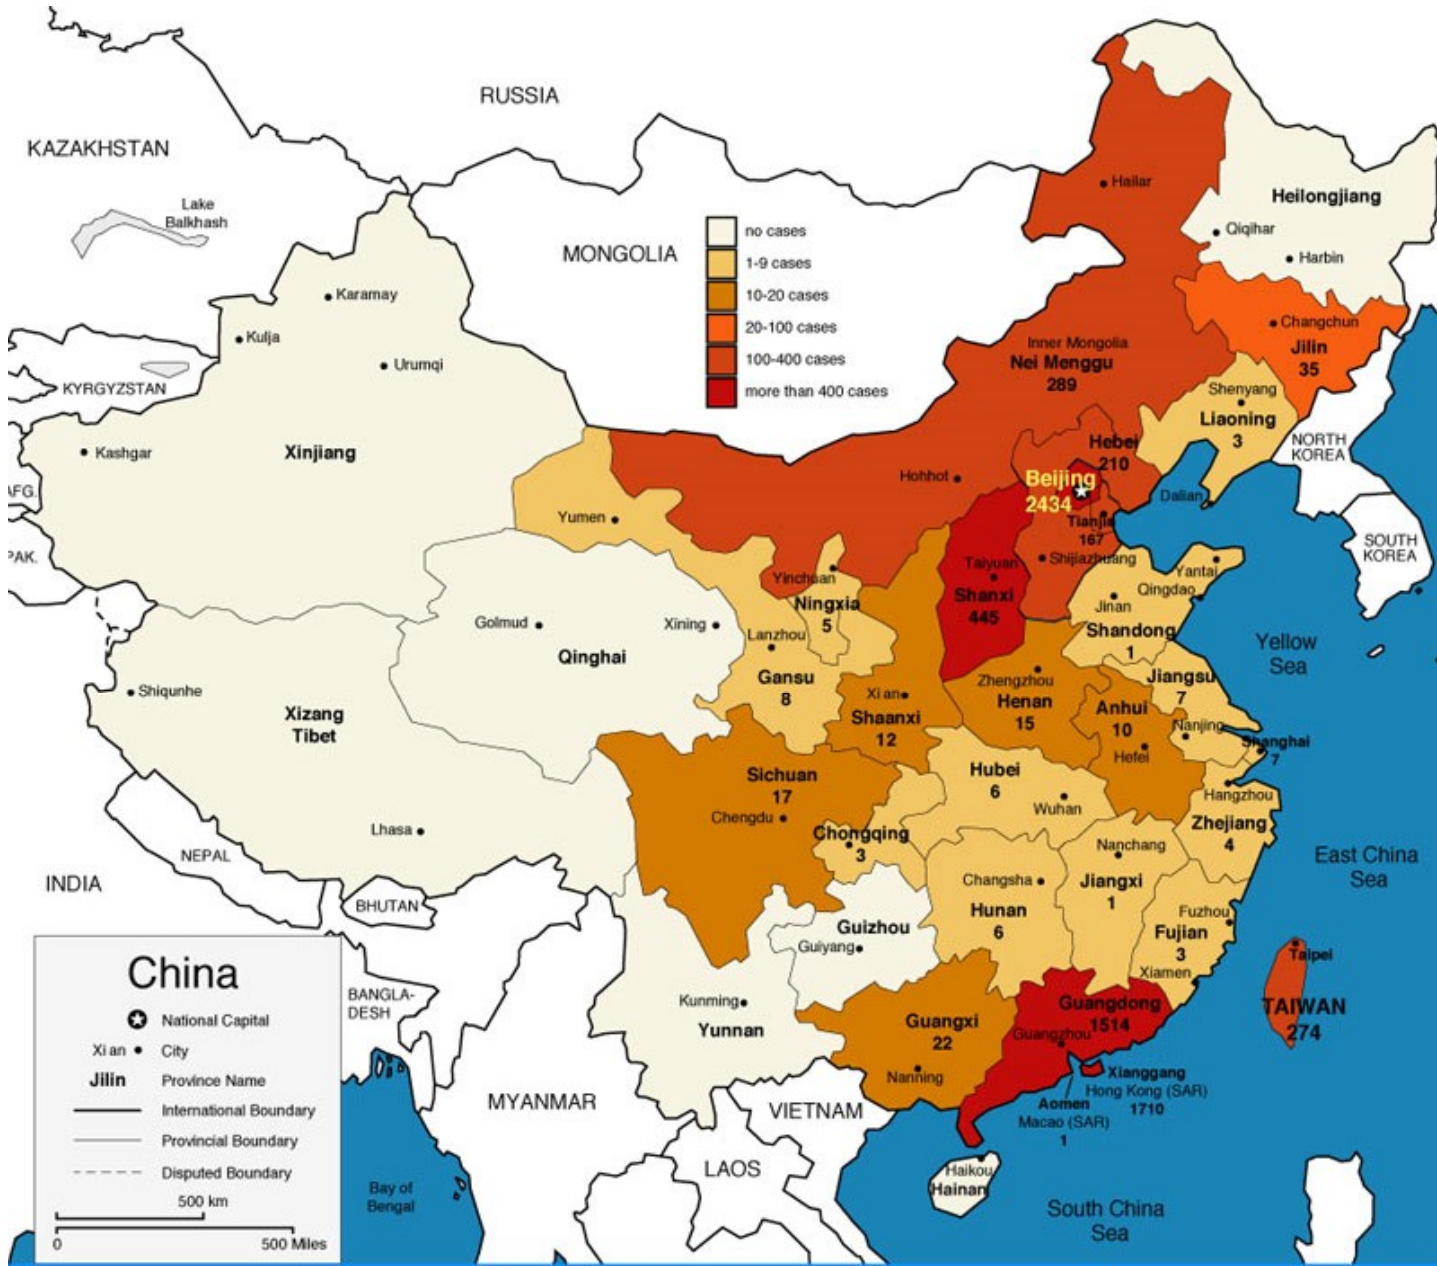 RUSSIA
KAZAKHSTAN
Lake
Balkhash
MONGOLIA
no cases
1-9 cases
10-20 cases
20-100 cases
100-400 cases
more than 400 cases
Hailar
Heilongjiang
Qiqihar
Harbin
Karamay
Kulja
Urumqi
KYRGYZSTAN
Changchun
Jilin
35
Inner Mongolia
Nei Menggu
289
Shenyang
Liaoning
3
Kashgar
Xinjiang
Hebei
210
NORTH
KOREA
AFG.
Hohhot
Beijing
2434
Dalian
Yumen
Tianjin
167
PAK.
SOUTH
KOREA
Taiyuan
Shijiazhuang
Shanxi
445
Yantai
Qingdao
Jinan
Shandong
1
Yinchuan
Ningxia
5
Golmud
Xining
Lanzhou
Qinghai
Gansu
8
Yellow
Sea
Shiqunhe
Xizang
Tibet
Xi an
Shaanxi
12
Zhengzhou
Henan
15
Anhui
10
Hefei
Jiangsu
7
Nanjing
Shanghai
7
Sichuan
17
Chengdu
Hubei
6
Wuhan
Hangzhou
Zhejiang
4
Lhasa
Chongqing
3
Nanchang
Jiangxi
1
East China
Sea
NEPAL
INDIA
BHUTAN
Changsha
Hunan
6
Guizhou
Guiyang
Fuzhou
Fujian
3
Xiamen
Taipei
TAIWAN
274
BANGLA-
DESH
Kunming
Yunnan
Guangxi
22
Nanning
Guangdong
1514
Guangzhou
Xianggang
Hong Kong (SAR)
1710
Aomen
Macao (SAR)
1
MYANMAR
VIETNAM
LAOS
Haikou
Hainan
Bay of
Bengal
South China
Sea
China
National Capital
Xi an City
Jilin Province Name
International Boundary
Provincial Boundary
Disputed Boundary
500 km
0 500 Miles